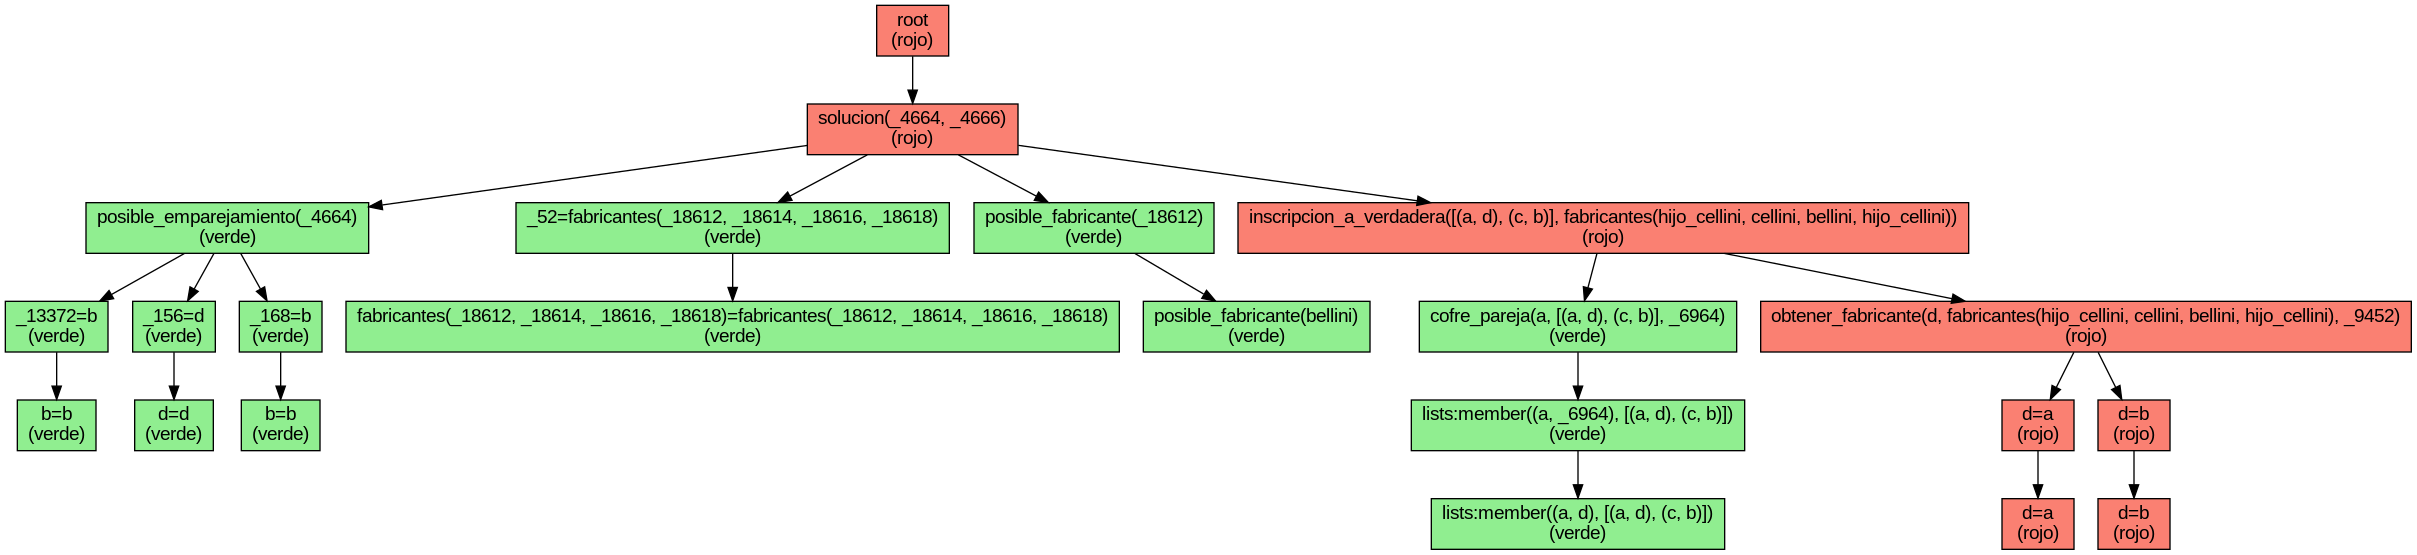 root
(rojo)
solucion(_4664, _4666)
(rojo)
posible_emparejamiento(_4664)
(verde)
_52=fabricantes(_18612, _18614, _18616, _18618)
(verde)
posible_fabricante(_18612)
(verde)
inscripcion_a_verdadera([(a, d), (c, b)], fabricantes(hijo_cellini, cellini, bellini, hijo_cellini))
(rojo)
_13372=b
(verde)
_156=d
(verde)
_168=b
(verde)
fabricantes(_18612, _18614, _18616, _18618)=fabricantes(_18612, _18614, _18616, _18618)
(verde)
posible_fabricante(bellini)
(verde)
cofre_pareja(a, [(a, d), (c, b)], _6964)
(verde)
obtener_fabricante(d, fabricantes(hijo_cellini, cellini, bellini, hijo_cellini), _9452)
(rojo)
b=b
(verde)
d=d
(verde)
b=b
(verde)
lists:member((a, _6964), [(a, d), (c, b)])
(verde)
d=a
(rojo)
d=b
(rojo)
lists:member((a, d), [(a, d), (c, b)])
(verde)
d=a
(rojo)
d=b
(rojo)